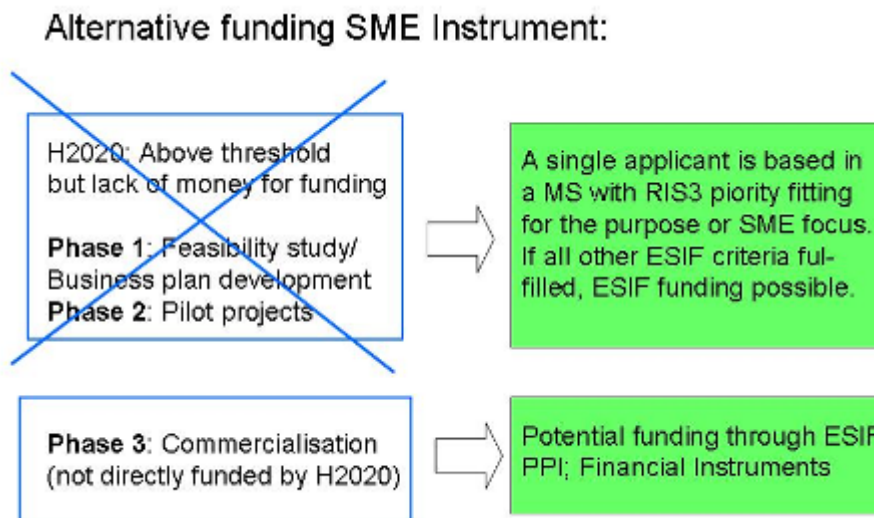 Alternative funding SME Instrument:
H2020: Above threshold
but lack of money for funding
Phase 1: Feasibility study/
Business plan development
Phase 2: Pilot projects
A single applicant is based in
a MS with RIS3 piority fitting
for the purpose or SME focus.
If all other ESIF criteria ful-
filled, ESIF funding possible.
Phase 3: Commercialisation
(not directly funded by H2020)
Potential funding through ESIF
PPI; Financial Instruments